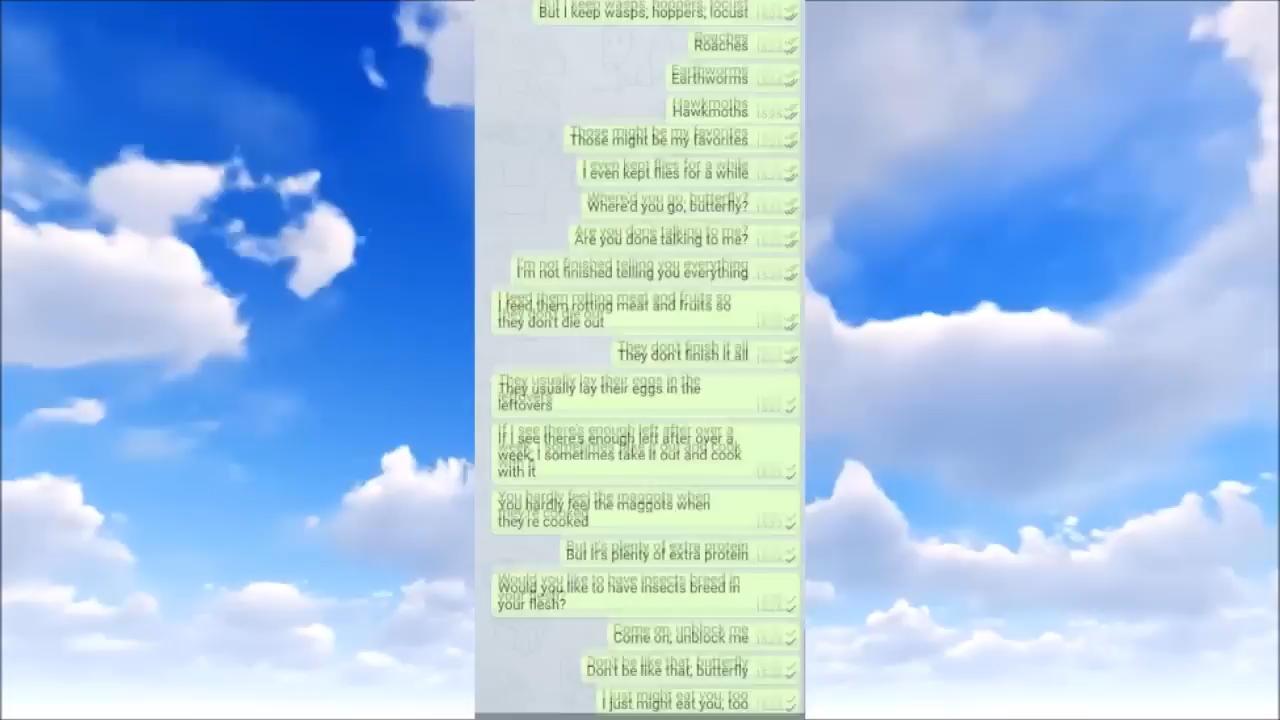 But I keep wasps, hoppers, locust
Roaches
Earthworms
Hawkmoths
Those might be my favorites
I even kept flies for a while
Where'd you go, butterfly?
Are you done talking to me?
I'm not finished telling you everything
I feed them rotting meat and fruits so
they don't die out
They don't finish it all
They usually lay their eggs in the
leftovers
If I see there's enough left after over a
week, I sometimes take it out and cook
with it
You hardly feel the maggots when
they're cooked
But it's plenty of extra protein
Would you like to have insects breed in
your flesh?
Come on, unblock me
Don't be like that, butterfly
I just might eat you, too